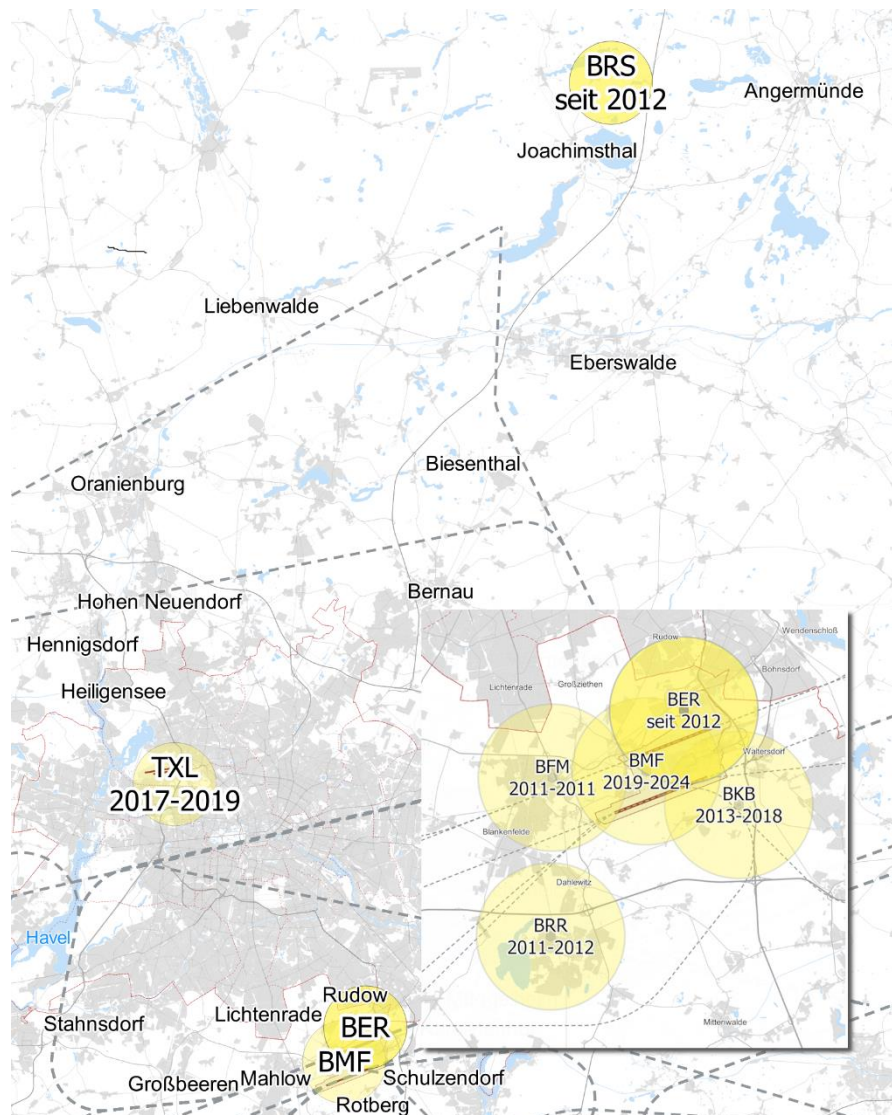 BRS
seit 2012
Angermünde
Joachimsthal
Liebenwalde
Eberswalde
Biesenthal
Oranienburg
Bernau
Hohen Neuendorf
Hennigsdorf
Heiligensee
TXL
2017-2019
Havel
Stahnsdorf
Rudow
Lichtenrade
BER
BMF
Großbeeren
Mahlow
Schulzendorf
Rotberg
Rudow
Wendenschloß
Lichtenrade
Großziethen
Bohnsdorf
BER
seit 2012
Waltersdorf
BFM
2011-2011
BMF
2019-2024
BKB
2013-2018
Blankenfelde
Dahlewitz
BRR
2011-2012
Mittenwalde